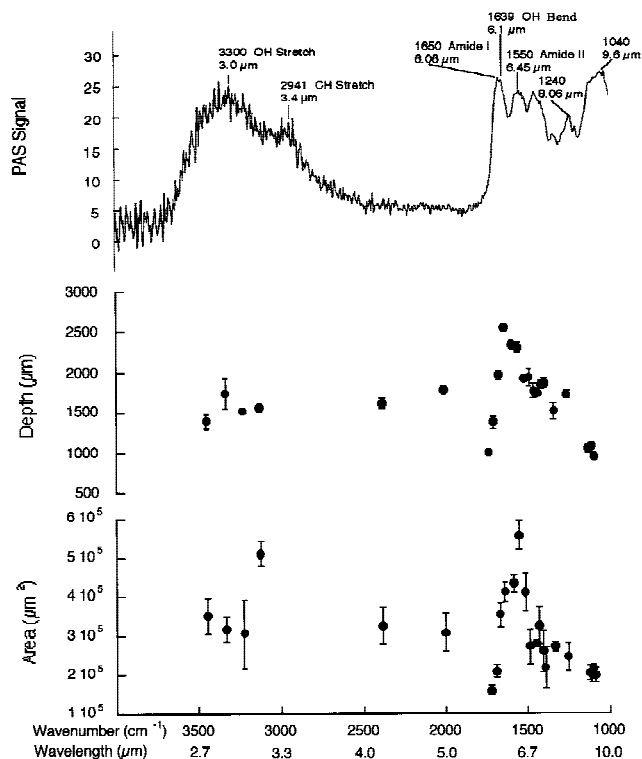 1639 OH Bend
6.1 µm
1650 Amide I
6.06 µm
1550 Amide II
6.45 µm
1040
9.6 µm
1240
8.06 µm
3300 OH Stretch
3.0 µm
2941 CH Stretch
3.4 µm
PAS Signal
30
25
20
15
10
5
0
Depth (µm)
3000
2500
2000
1500
1000
500
Area (µm²)
6 10⁵
5 10⁵
4 10⁵
3 10⁵
2 10⁵
1 10⁵
Wavenumber (cm⁻¹) 3500 3000 2000 1500 1000
Wavelength (µm) 2.7 3.3 4.0 5.0 6.7 10.0